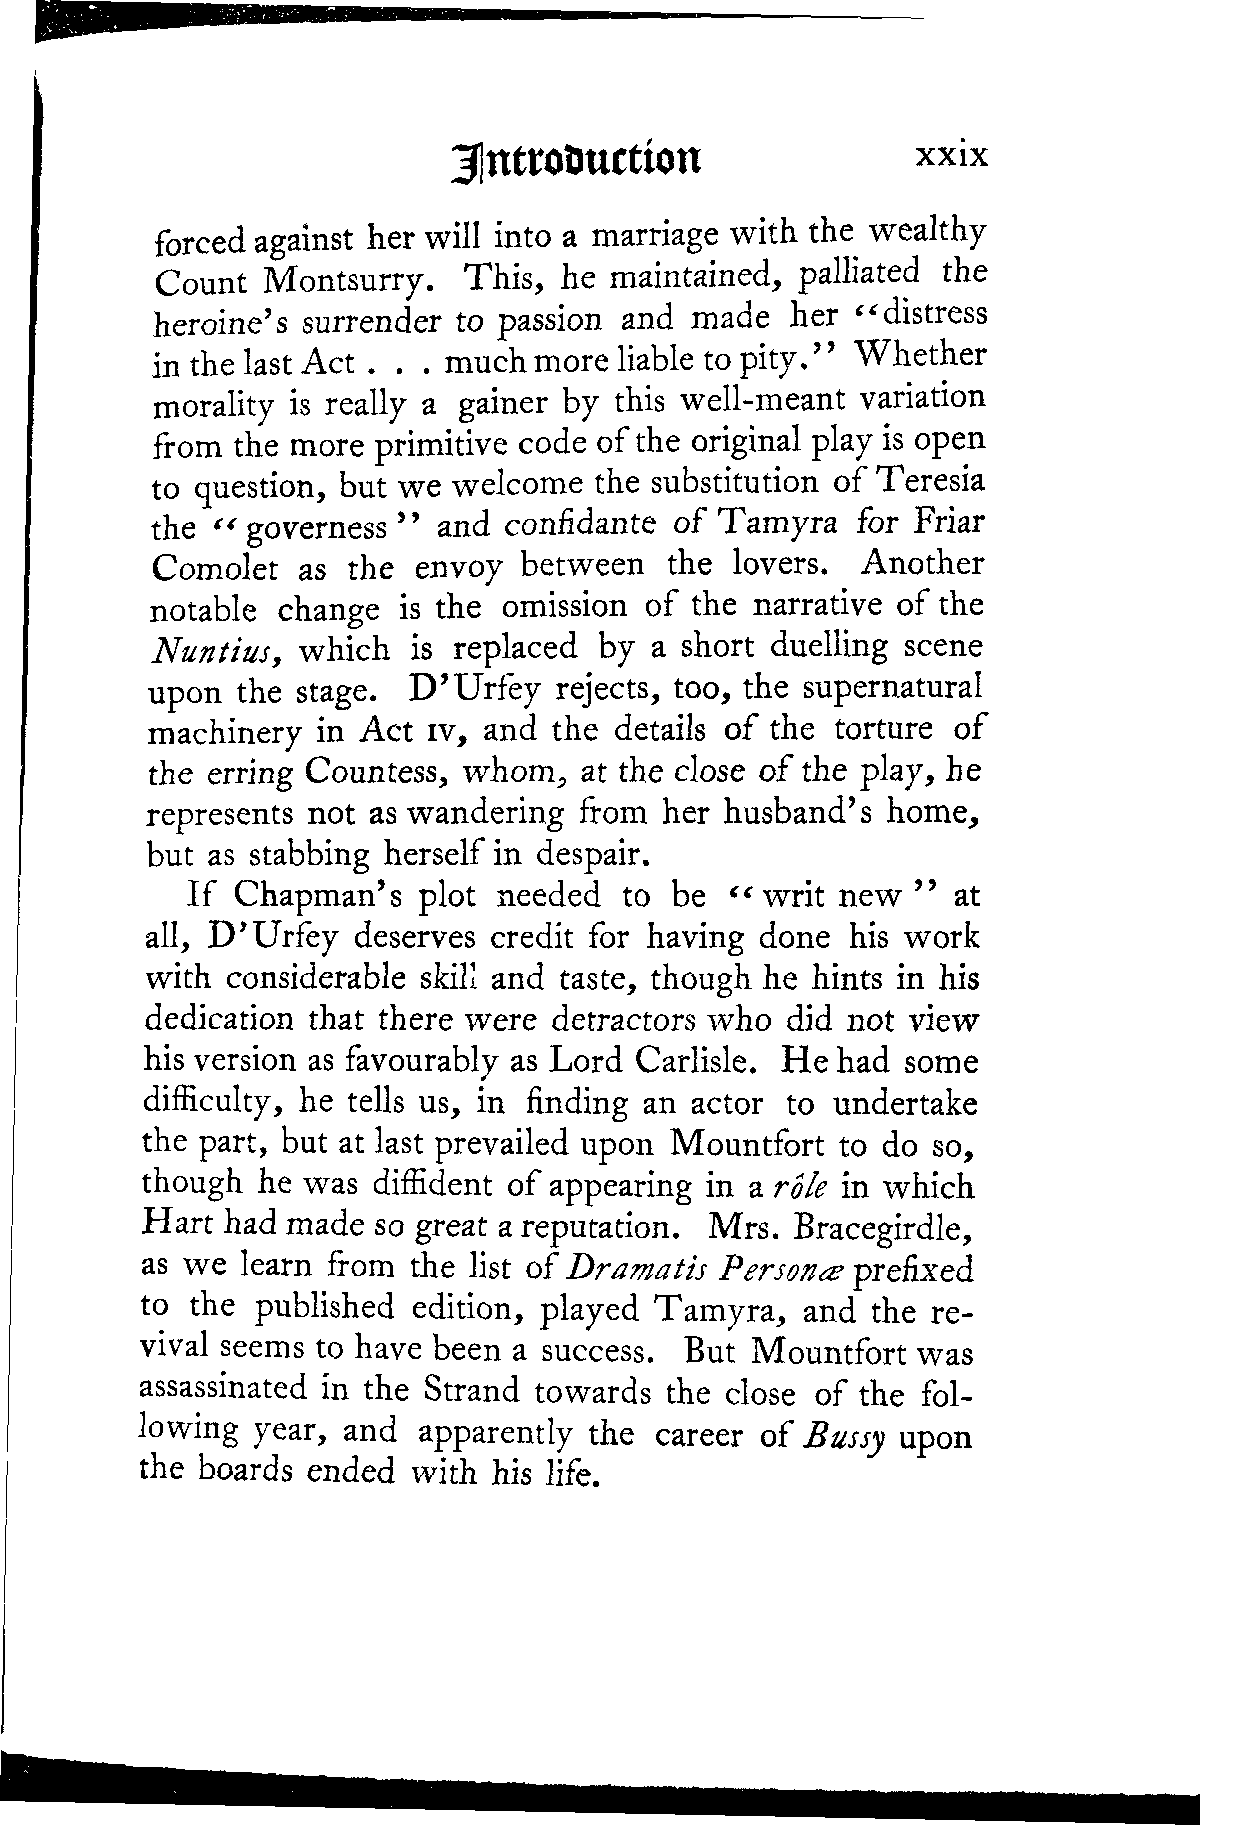 Introduction xxix
forced against her will into a marriage with the wealthy
Count Montsurry. This, he maintained, palliated the
heroine's surrender to passion and made her “distress
in the last Act . . . much more liable to pity.” Whether
morality is really a gainer by this well-meant variation
from the more primitive code of the original play is open
to question, but we welcome the substitution of Teresia
the “governess” and confidante of Tamyra for Friar
Comolet as the envoy between the lovers. Another
notable change is the omission of the narrative of the
Nuntius, which is replaced by a short duelling scene
upon the stage. D'Urfey rejects, too, the supernatural
machinery in Act IV, and the details of the torture of
the erring Countess, whom, at the close of the play, he
represents not as wandering from her husband's home,
but as stabbing herself in despair.
If Chapman's plot needed to be “writ new” at
all, D'Urfey deserves credit for having done his work
with considerable skill and taste, though he hints in his
dedication that there were detractors who did not view
his version as favourably as Lord Carlisle. He had some
difficulty, he tells us, in finding an actor to undertake
the part, but at last prevailed upon Mountfort to do so,
though he was diffident of appearing in a rôle in which
Hart had made so great a reputation. Mrs. Bracegirdle,
as we learn from the list of Dramatis Personæ prefixed
to the published edition, played Tamyra, and the re-
vival seems to have been a success. But Mountfort was
assassinated in the Strand towards the close of the fol-
lowing year, and apparently the career of Bussy upon
the boards ended with his life.